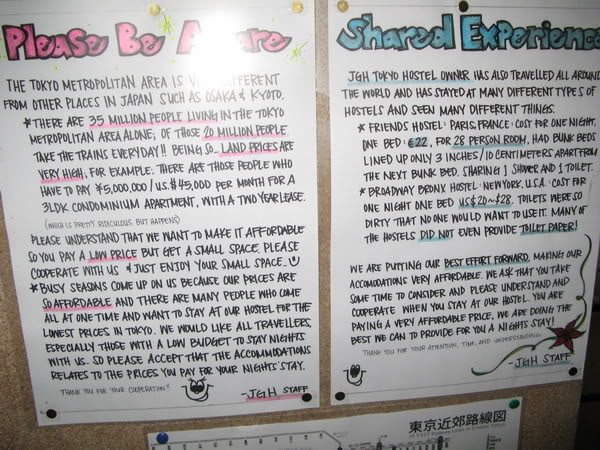 Please Be Aware
THE TOKYO METROPOLITAN AREA IS VERY DIFFERENT
FROM OTHER PLACES IN JAPAN SUCH AS OSAKA & KYOTO.
* THERE ARE 35 MILLION PEOPLE LIVING IN THE TOKYO
METROPOLITAN AREA ALONE, OF THOSE 20 MILLION PEOPLE
TAKE THE TRAINS EVERYDAY!! BEING SO.. LAND PRICES ARE
VERY HIGH, FOR EXAMPLE: THERE ARE THOSE PEOPLE WHO
HAVE TO PAY ¥5,000,000/US.$45,000 PER MONTH FOR A
3LDK CONDOMINIUM APARTMENT, WITH A TWO YEAR LEASE.
(WHICH IS PRETTY RIDICULOUS BUT HAPPENS)
PLEASE UNDERSTAND THAT WE WANT TO MAKE IT AFFORDABLE
SO YOU PAY A LOW PRICE BUT GET A SMALL SPACE. PLEASE
COOPERATE WITH US & JUST ENJOY YOUR SMALL SPACE..
* BUSY SEASONS COME UP ON US BECAUSE OUR PRICES ARE
SO AFFORDABLE AND THERE ARE MANY PEOPLE WHO COME
ALL AT ONE TIME AND WANT TO STAY AT OUR HOSTEL FOR THE
LOWEST PRICES IN TOKYO. WE WOULD LIKE ALL TRAVELLERS,
ESPECIALLY THOSE WITH A LOW BUDGET TO STAY NIGHTS
WITH US. SO PLEASE ACCEPT THAT THE ACCOMMODATIONS
RELATES TO THE PRICES YOU PAY FOR YOUR NIGHTS' STAY.
THANK YOU FOR YOUR COOPERATION!!
-JGH STAFF
Shared Experience
JGH TOKYO HOSTEL OWNER HAS ALSO TRAVELLED ALL AROUND
THE WORLD AND HAS STAYED AT MANY DIFFERENT TYPES OF
HOSTELS AND SEEN MANY DIFFERENT THINGS.
* FRIENDS HOSTEL: PARIS, FRANCE: COST FOR ONE NIGHT,
ONE BED: €22, FOR 28 PERSON ROOM, HAD BUNK BEDS
LINED UP ONLY 3 INCHES/10 CENTIMETERS APART FROM
THE NEXT BUNK BED. SHARING 1 SHOWER AND 1 TOILET.
* BROADWAY BRONX HOSTEL: NEW YORK, U.S.A: COST FOR
ONE NIGHT ONE BED US$20~$28. TOILETS WERE SO
DIRTY THAT NO ONE WOULD WANT TO USE IT. MANY OF
THE HOSTELS DID NOT EVEN PROVIDE TOILET PAPER!
WE ARE PUTTING OUR BEST EFFORT FORWARD, MAKING OUR
ACCOMODATIONS VERY AFFORDABLE. WE ASK THAT YOU TAKE
SOME TIME TO CONSIDER AND PLEASE UNDERSTAND AND
COOPERATE WHEN YOU STAY AT OUR HOSTEL. YOU ARE
PAYING A VERY AFFORDABLE PRICE, WE ARE DOING THE
BEST WE CAN TO PROVIDE FOR YOU A NIGHTS STAY!
THANK YOU FOR YOUR ATTENTION, TIME, AND UNDERSTANDING.
-JGH STAFF
東京近郊路線図